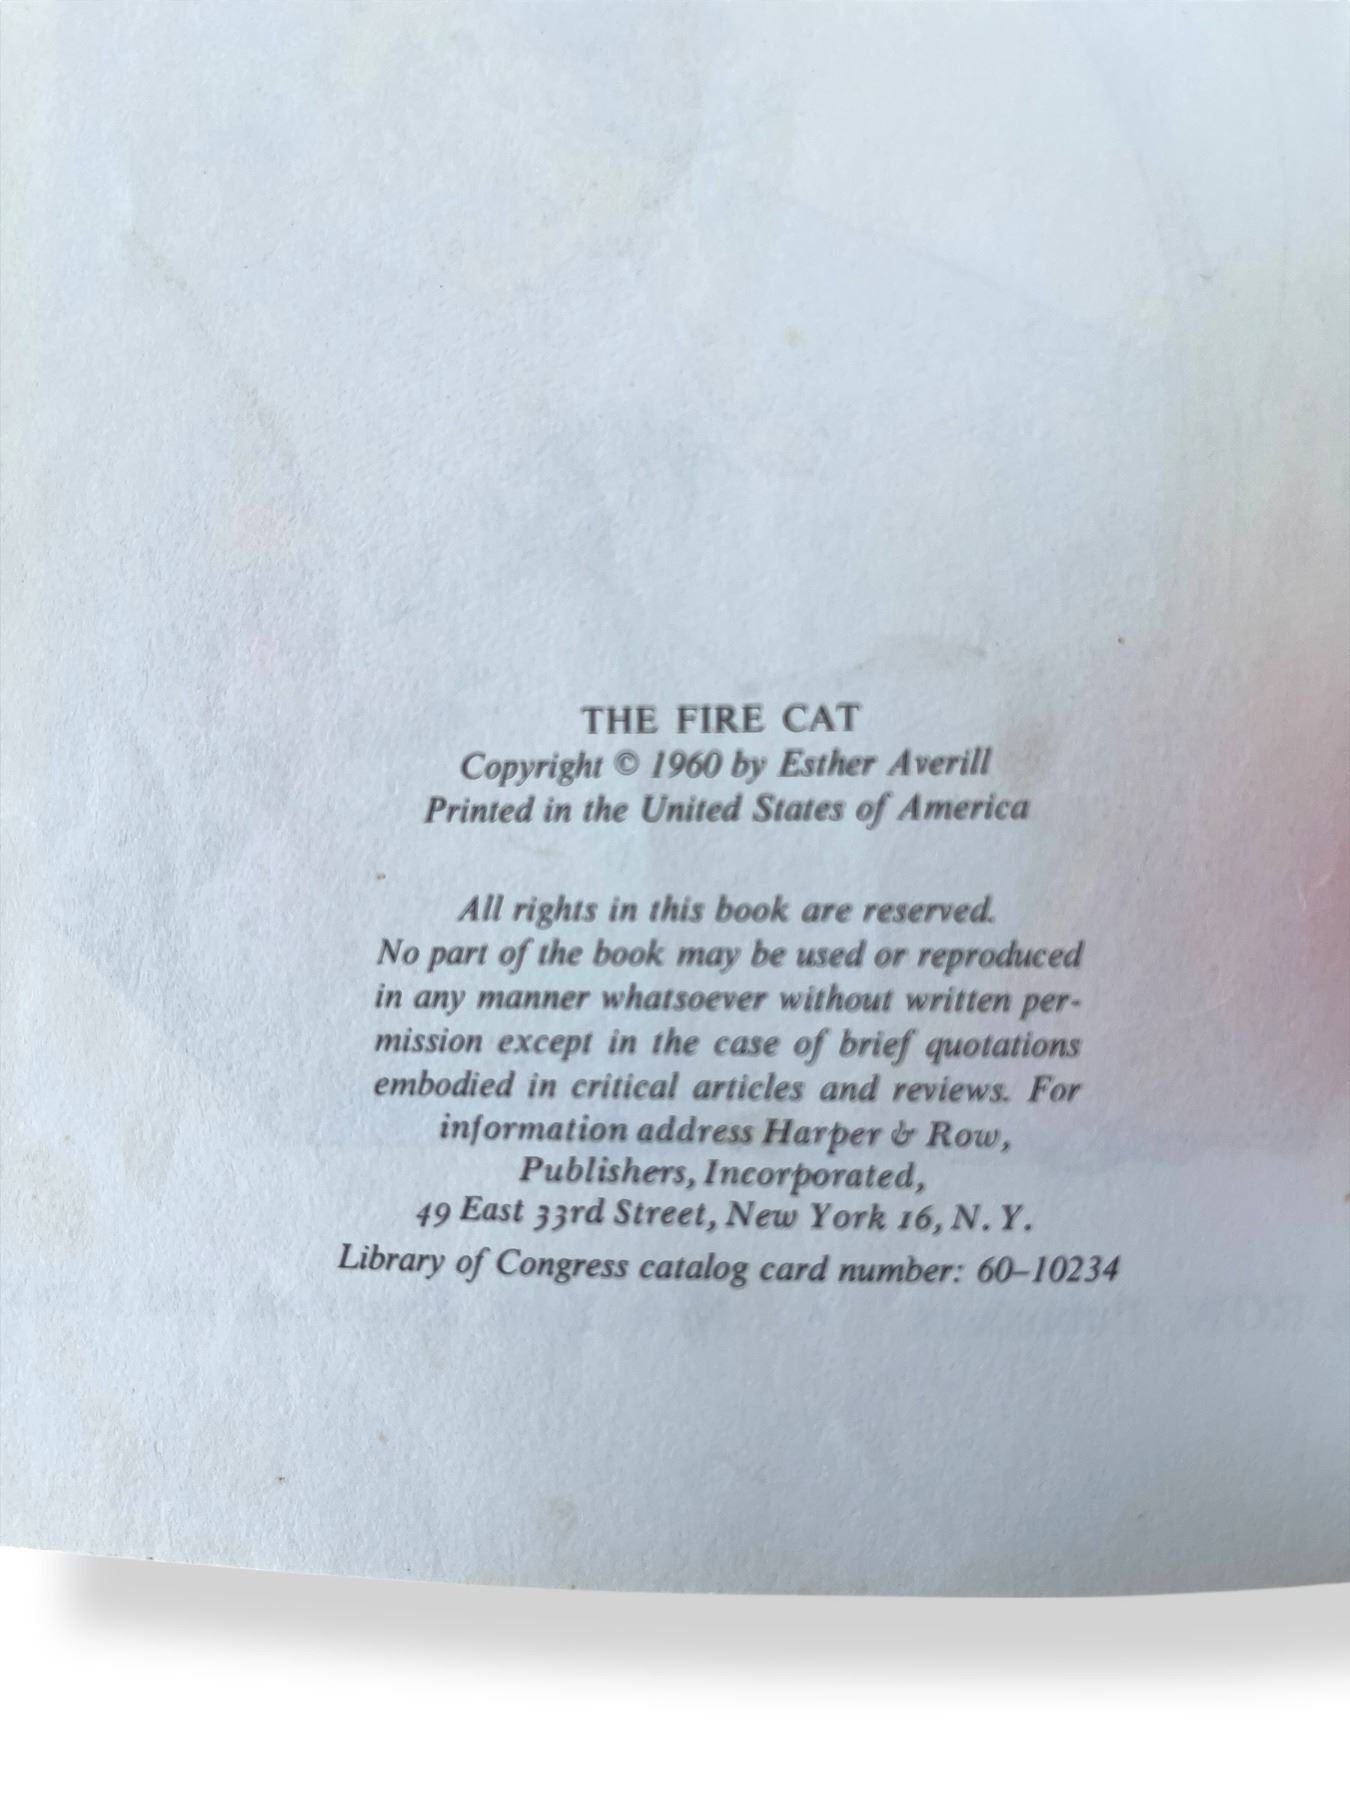 THE FIRE CAT
Copyright © 1960 by Esther Averill
Printed in the United States of America
All rights in this book are reserved.
No part of the book may be used or reproduced
in any manner whatsoever without written per-
mission except in the case of brief quotations
embodied in critical articles and reviews. For
information address Harper & Row,
Publishers, Incorporated,
49 East 33rd Street, New York 16, N. Y.
Library of Congress catalog card number: 60–10234